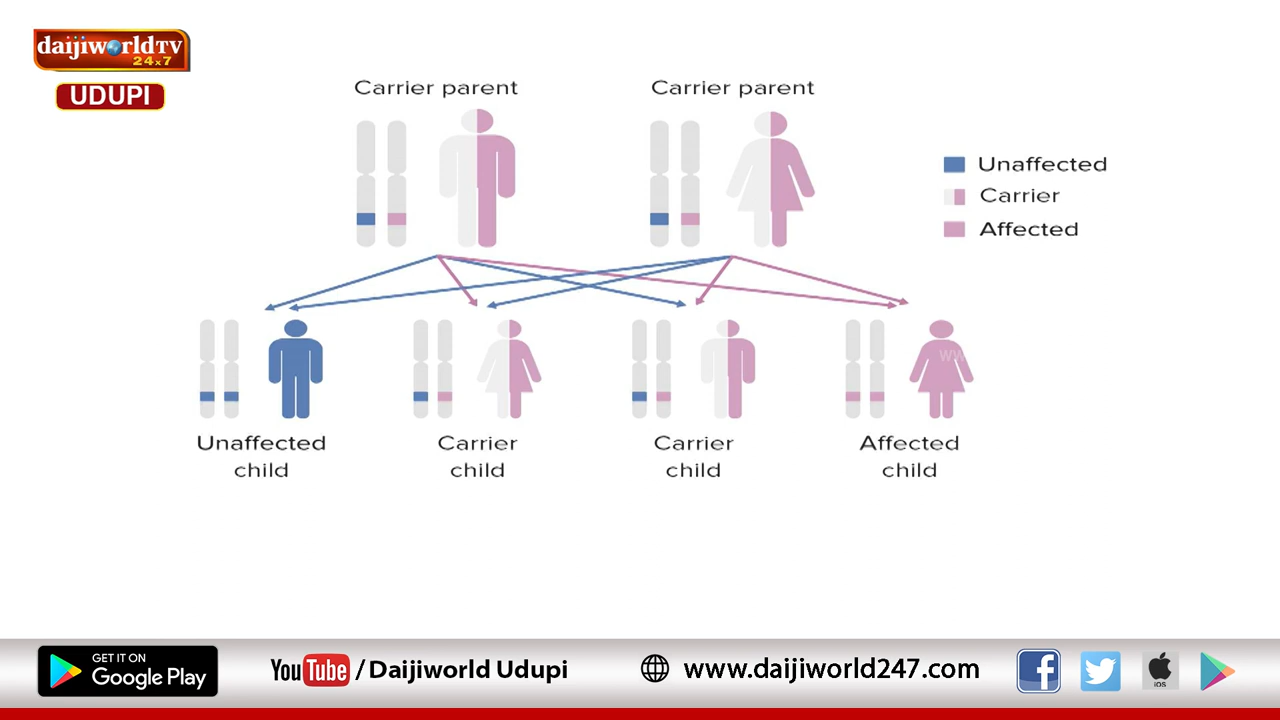 daijiworldTV
24x7
UDUPI
Carrier parent
Carrier parent
Unaffected
Carrier
Affected
Unaffected
child
Carrier
child
Carrier
child
Affected
child
GET IT ON
Google Play
YouTube / Daijiworld Udupi
www.daijiworld247.com
f
iOS